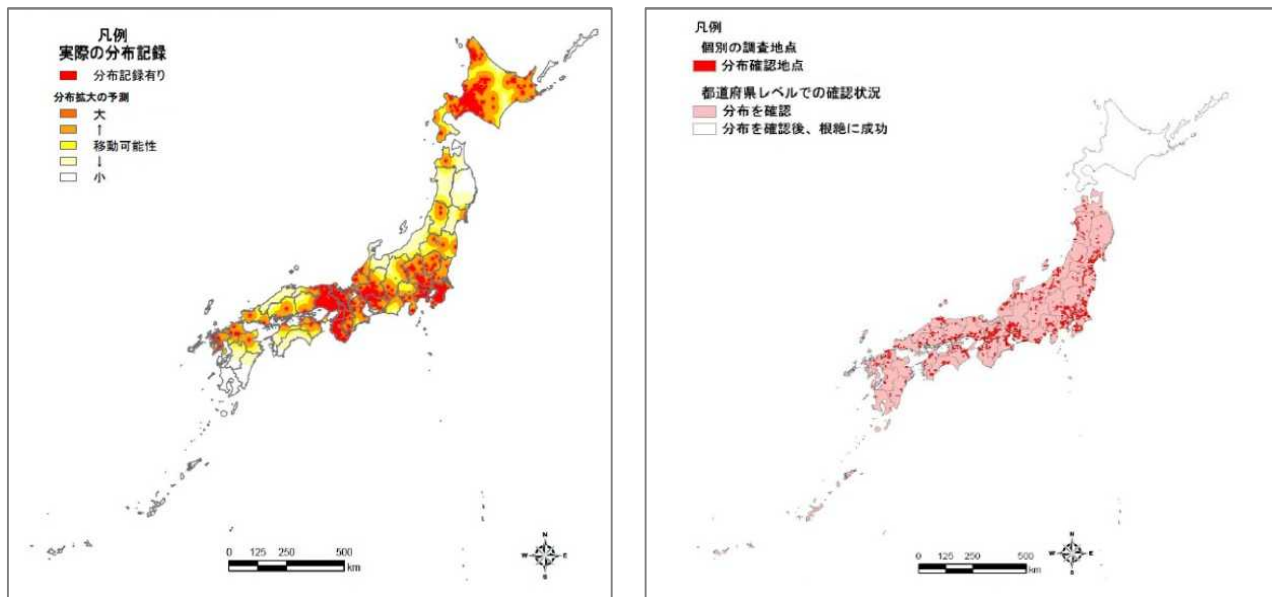 凡例
実際の分布記録
分布記録有り
分布拡大の予測
大
↑
移動可能性
↓
小
0 125 250 500
km
N
W E
S
凡例
個別の調査地点
分布確認地点
都道府県レベルでの確認状況
分布を確認
分布を確認後、根絶に成功
0 125 250 500
km
N
W E
S